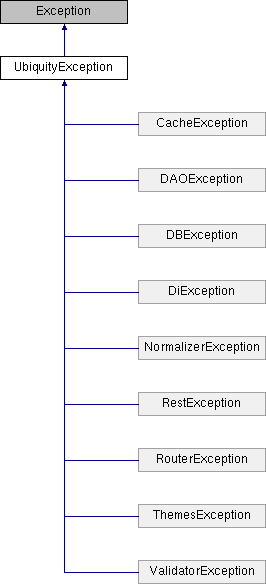 Exception
UbiquityException
CacheException
DAOException
DBException
DiException
NormalizerException
RestException
RouterException
ThemesException
ValidatorException